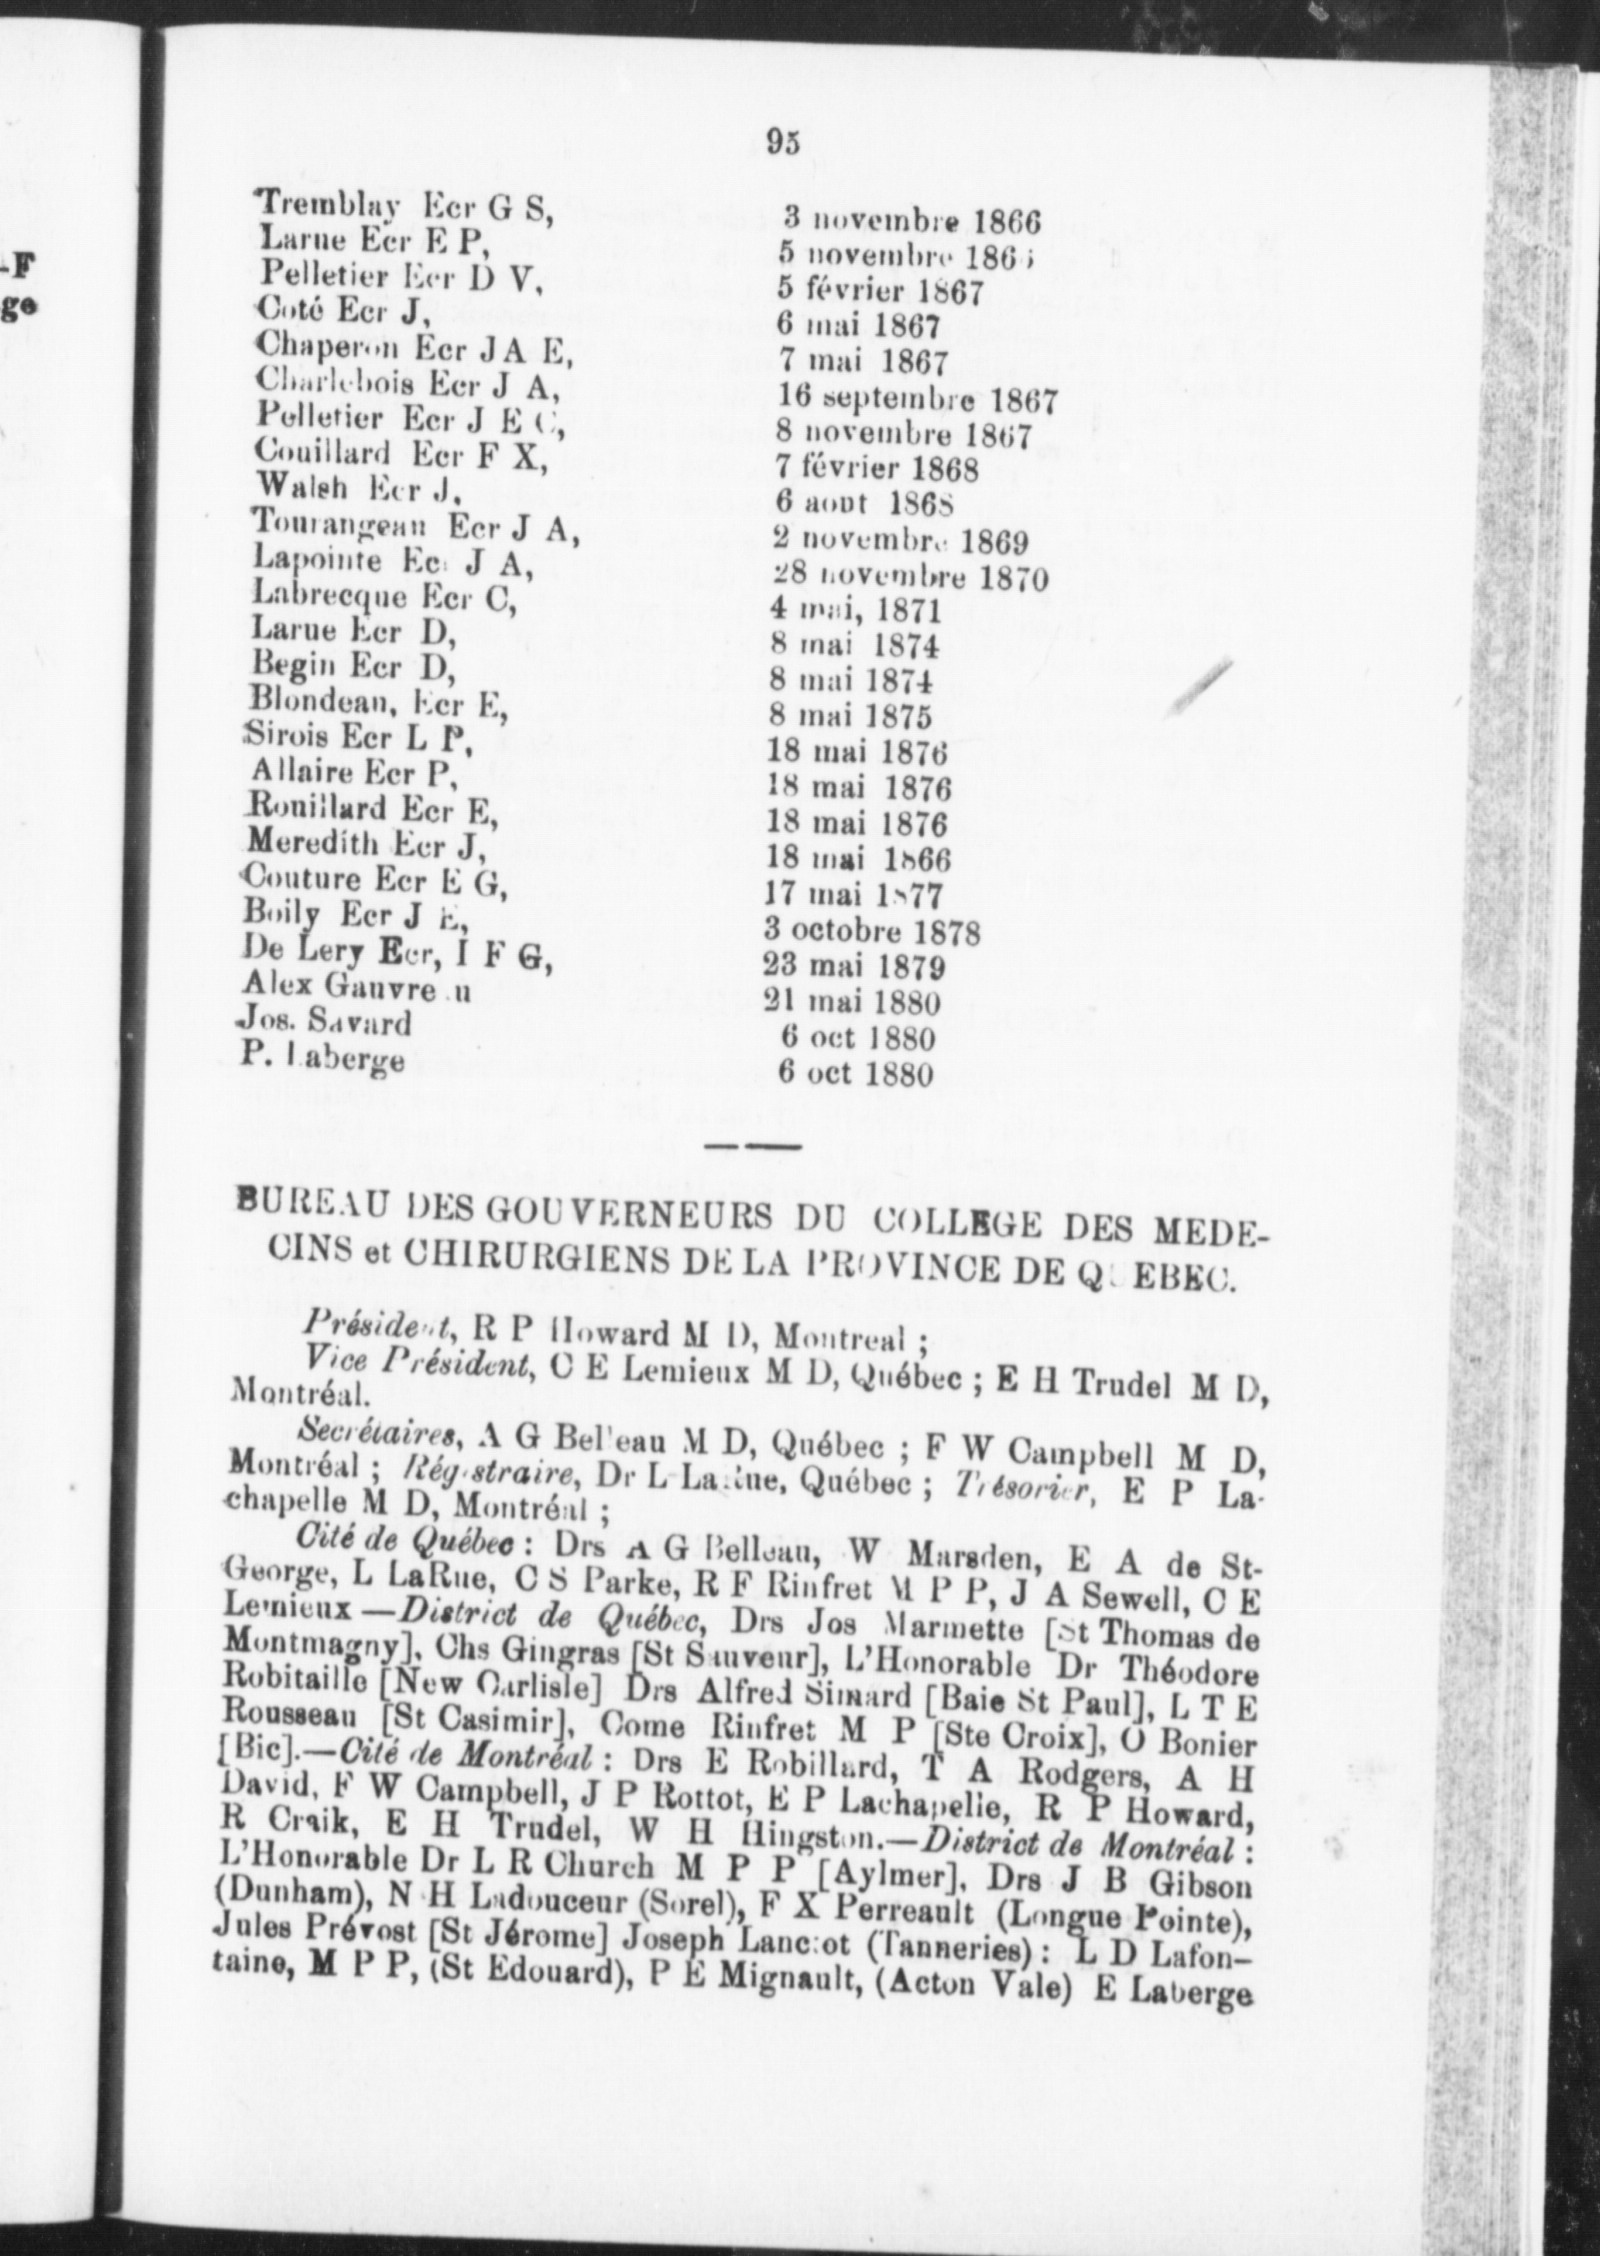 -F
ge
95
Tremblay Ecr G S, 3 novembre 1866
Larue Ecr E P, 5 novembre 1866
Pelletier Ecr D V, 5 février 1867
Coté Ecr J, 6 mai 1867
Chaperon Ecr J A E, 7 mai 1867
Charlebois Ecr J A, 16 septembre 1867
Pelletier Ecr J E C, 8 novembre 1867
Couillard Ecr F X, 7 février 1868
Walsh Ecr J, 6 aout 1868
Tourangeau Ecr J A, 2 novembre 1869
Lapointe Ecr J A, 28 novembre 1870
Labrecque Ecr C, 4 mai, 1871
Larue Ecr D, 8 mai 1874
Begin Ecr D, 8 mai 1874
Blondeau, Ecr E, 8 mai 1875
Sirois Ecr L P, 18 mai 1876
Allaire Ecr P, 18 mai 1876
Rouillard Ecr E, 18 mai 1876
Meredith Ecr J, 18 mai 1866
Couture Ecr E G, 17 mai 1877
Boily Ecr J E, 3 octobre 1878
De Lery Ecr, I F G, 23 mai 1879
Alex Gauvreau 21 mai 1880
Jos. Savard 6 oct 1880
P. Laberge 6 oct 1880
BUREAU DES GOUVERNEURS DU COLLEGE DES MEDE-
CINS et CHIRURGIENS DE LA PROVINCE DE QUEBEC.
Président, R P Howard M D, Montreal ;
Vice Président, C E Lemieux M D, Québec ; E H Trudel M D,
Montréal.
Secrétaires, A G Belleau M D, Québec ; F W Campbell M D,
Montréal ; Régistraire, Dr L LaRue, Québec ; Trésorier, E P La-
chapelle M D, Montréal ;
Cité de Québec : Drs A G Belleau, W Marsden, E A de St-
George, L LaRue, C S Parke, R F Rinfret M P P, J A Sewell, C E
Lemieux —District de Québec, Drs Jos Marmette [St Thomas de
Montmagny], Chs Gingras [St Sauveur], L'Honorable Dr Théodore
Robitaille [New Carlisle] Drs Alfred Simard [Baie St Paul], L T E
Rousseau [St Casimir], Come Rinfret M P [Ste Croix], O Bonier
[Bic].—Cité de Montréal : Drs E Robillard, T A Rodgers, A H
David, F W Campbell, J P Rottot, E P Lachapelle, R P Howard,
R Craik, E H Trudel, W H Hingston.—District de Montréal :
L'Honorable Dr L R Church M P P [Aylmer], Drs J B Gibson
(Dunham), N H Ladouceur (Sorel), F X Perreault (Longue Pointe),
Jules Prévost [St Jérome] Joseph Lanctot (Tanneries) : L D Lafon-
taine, M P P, (St Edouard), P E Mignault, (Acton Vale) E Laberge